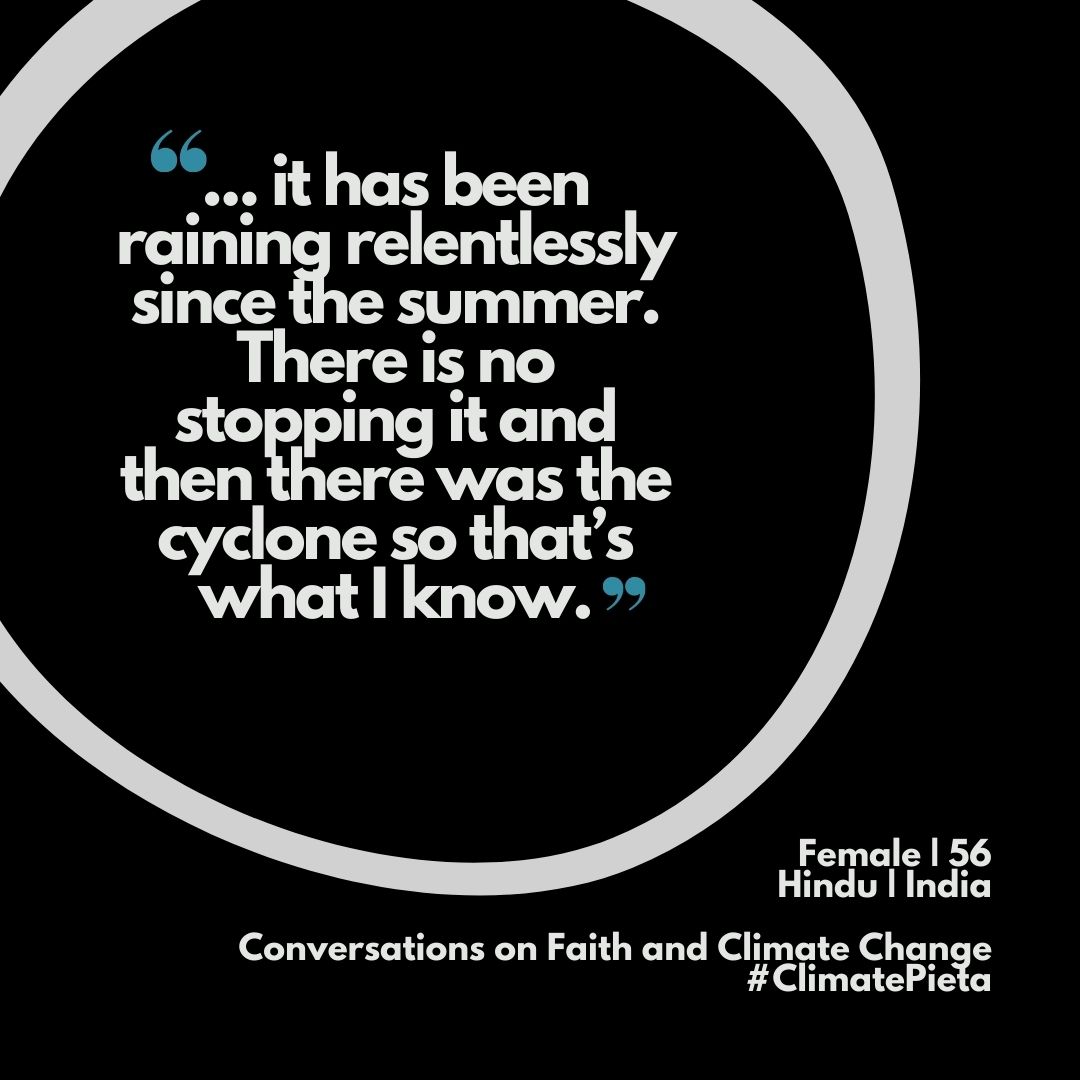 “... it has been
raining relentlessly
since the summer.
There is no
stopping it and
then there was the
cyclone so that’s
what I know.”
Female | 56
Hindu | India
Conversations on Faith and Climate Change
#ClimatePieta